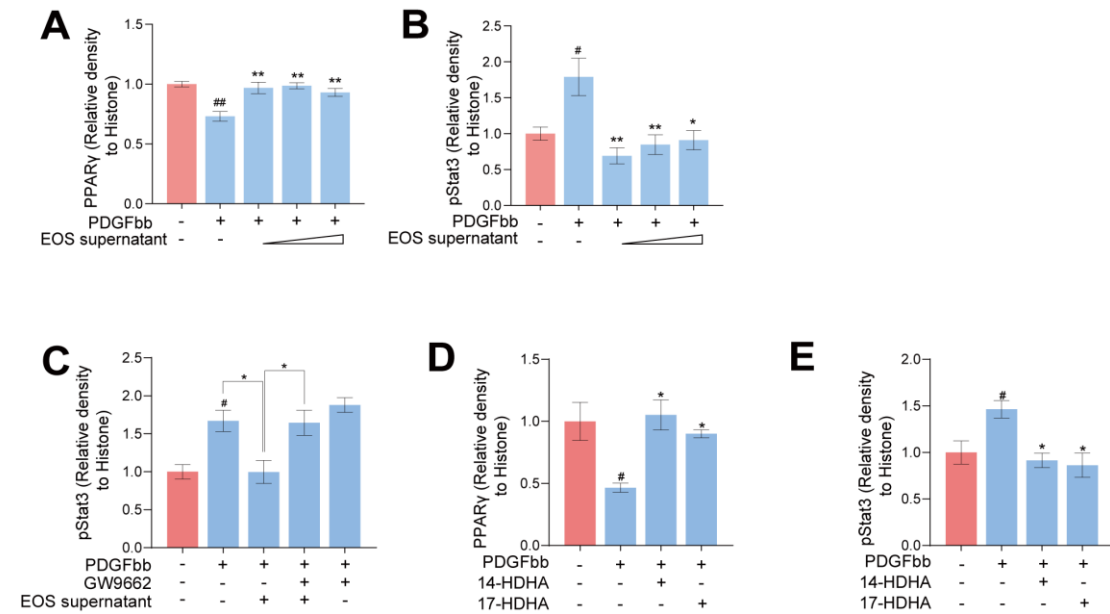 A
PPARγ (Relative density
to Histone)
1.5
1.0
0.5
0.0
##
**
**
**
PDGFbb - + + + +
EOS supernatant - -
B
pStat3 (Relative density
to Histone)
2.5
2.0
1.5
1.0
0.5
0.0
#
**
**
*
PDGFbb - + + + +
EOS supernatant - -
C
pStat3 (Relative density
to Histone)
2.5
2.0
1.5
1.0
0.5
0.0
#
*
*
PDGFbb - + + + +
GW9662 - - - + +
EOS supernatant - - + + -
D
PPARγ (Relative density
to Histone)
1.5
1.0
0.5
0.0
#
*
*
PDGFbb - + + +
14-HDHA - - + -
17-HDHA - - - +
E
pStat3 (Relative density
to Histone)
2.0
1.5
1.0
0.5
0.0
#
*
*
PDGFbb - + + +
14-HDHA - - + -
17-HDHA - - - +